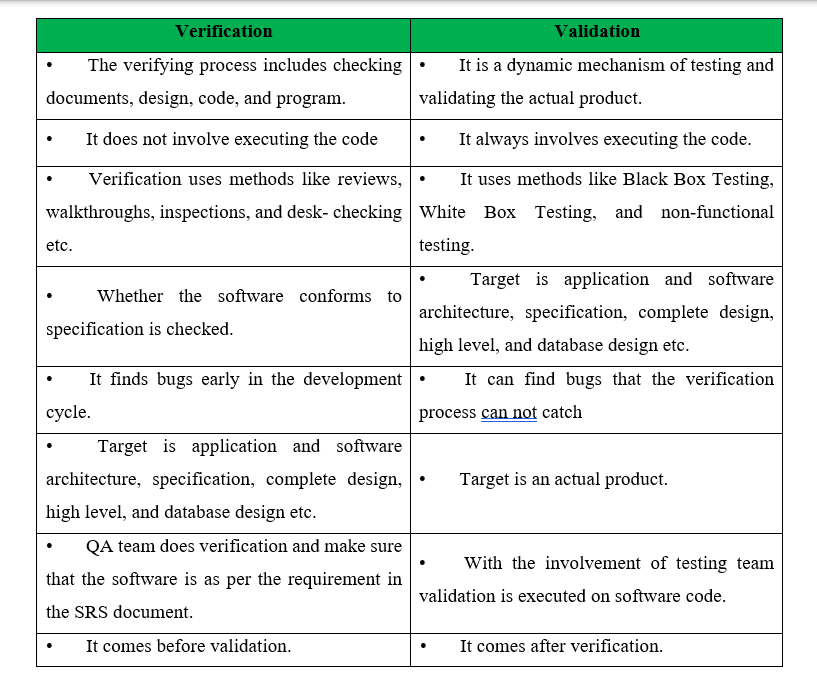 Verification
Validation
• The verifying process includes checking
documents, design, code, and program.
• It is a dynamic mechanism of testing and
validating the actual product.
• It does not involve executing the code
• It always involves executing the code.
• Verification uses methods like reviews,
walkthroughs, inspections, and desk- checking
etc.
• It uses methods like Black Box Testing,
White Box Testing, and non-functional
testing.
• Whether the software conforms to
specification is checked.
• Target is application and software
architecture, specification, complete design,
high level, and database design etc.
• It finds bugs early in the development
cycle.
• It can find bugs that the verification
process can not catch
• Target is application and software
architecture, specification, complete design,
high level, and database design etc.
• Target is an actual product.
• QA team does verification and make sure
that the software is as per the requirement in
the SRS document.
• With the involvement of testing team
validation is executed on software code.
• It comes before validation.
• It comes after verification.